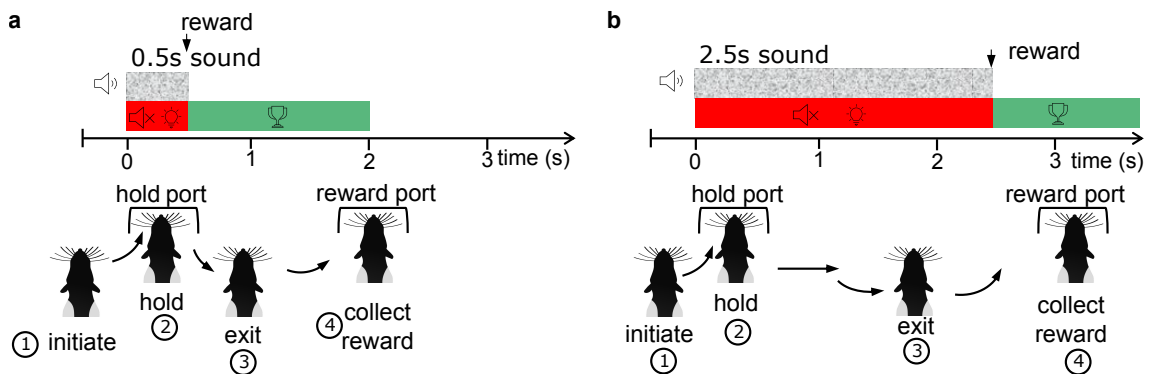 a
reward
0.5s sound
0 1 2 3 time (s)
hold port
reward port
hold
② 
① initiate
exit
③
④ collect
reward
b
2.5s sound
reward
0 1 2 3 time (s)
hold port
reward port
initiate
①
hold
②
exit
③
collect
reward
④